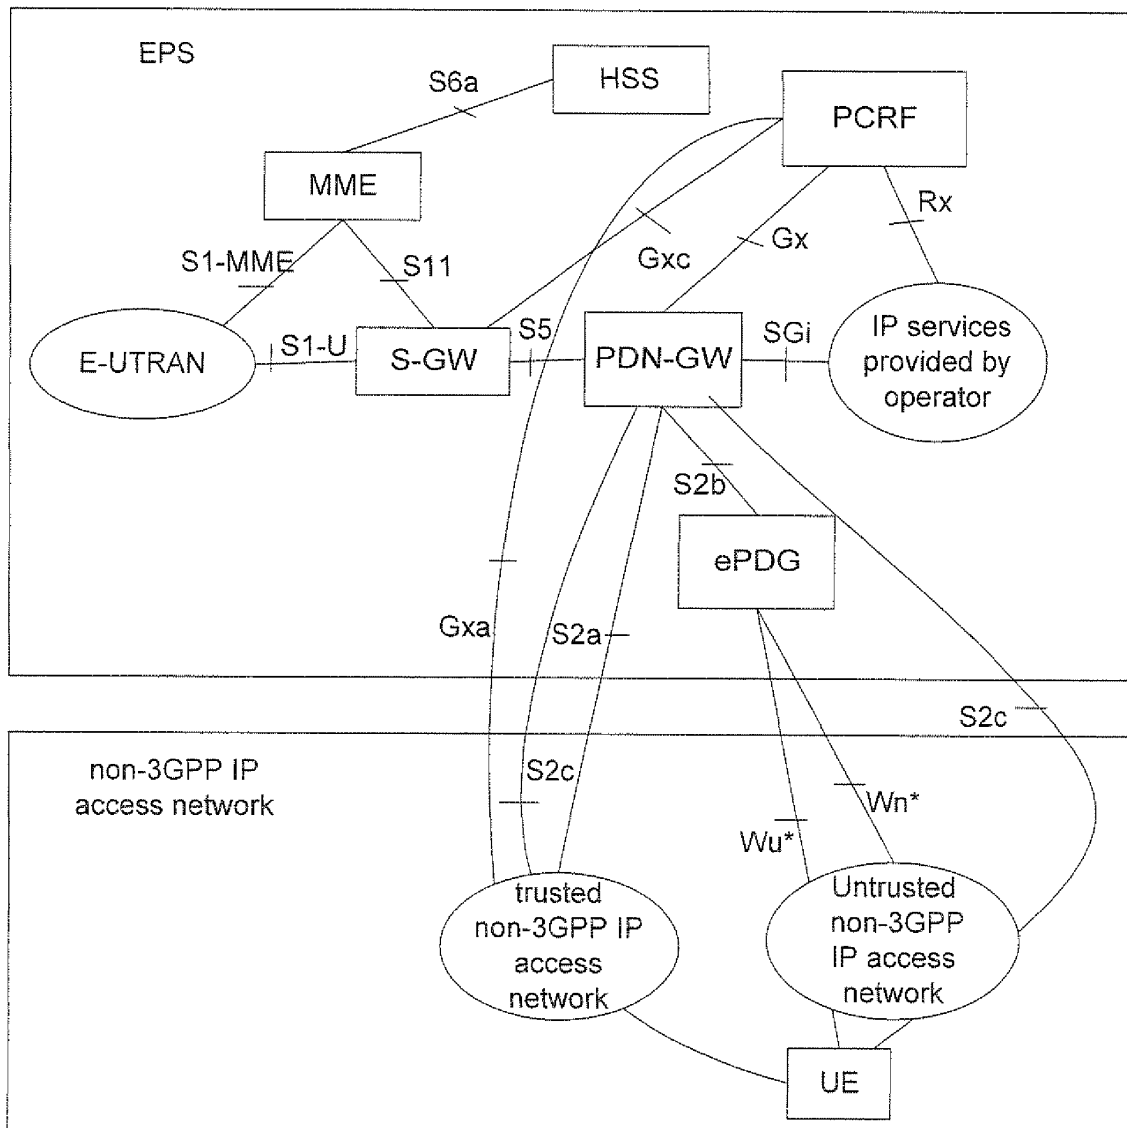 EPS
HSS
S6a
PCRF
MME
Rx
Gx
Gxc
S1-MME
S11
S5
SGi
S1-U
E-UTRAN
S-GW
PDN-GW
IP services
provided by
operator
S2b
ePDG
Gxa
S2a
S2c
non-3GPP IP
access network
S2c
Wn*
Wu*
trusted
non-3GPP IP
access
network
Untrusted
non-3GPP
IP access
network
UE